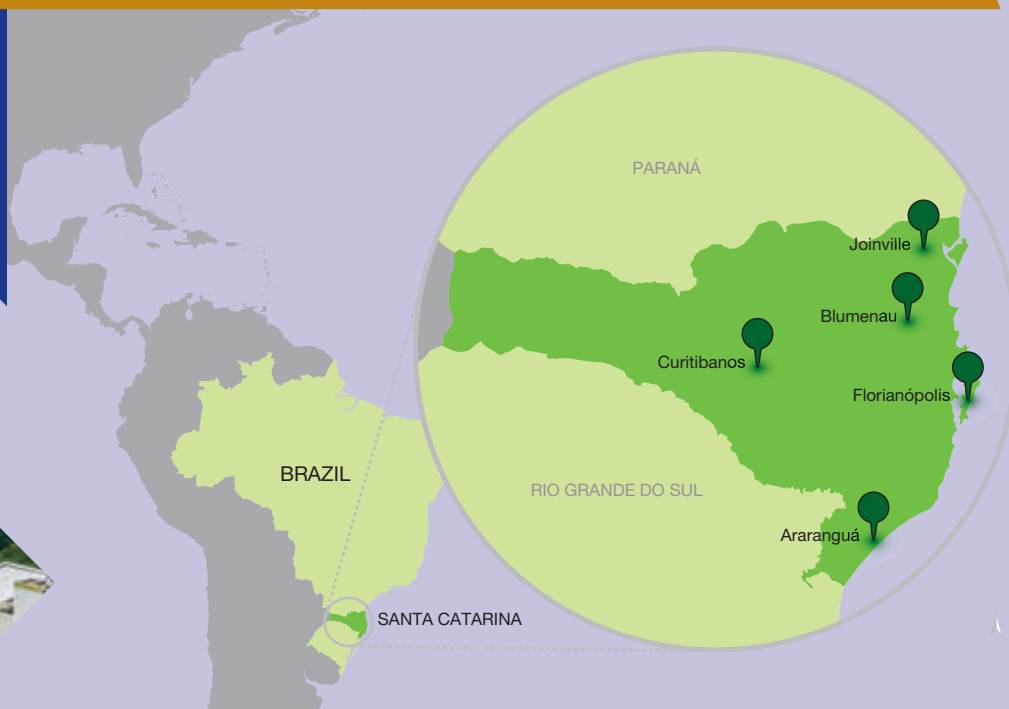 PARANÁ
Joinville
Blumenau
Curitibanos
Florianópolis
BRAZIL
RIO GRANDE DO SUL
Araranguá
SANTA CATARINA